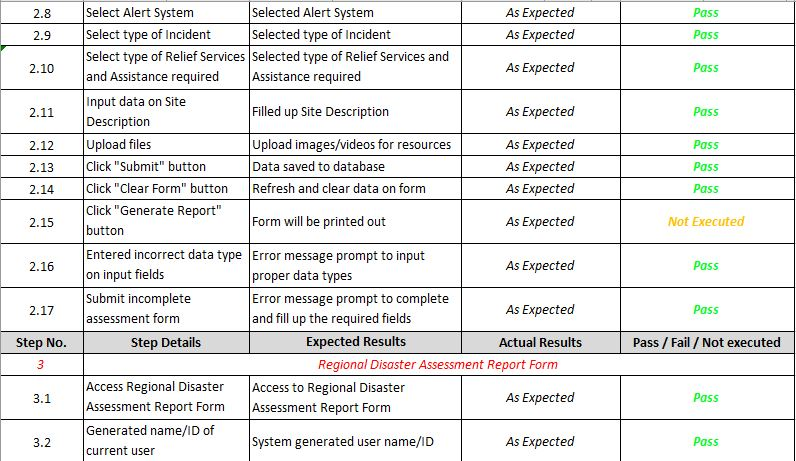 2.8 Select Alert System Selected Alert System As Expected Pass
2.9 Select type of Incident Selected type of Incident As Expected Pass
2.10 Select type of Relief Services and Assistance required Selected type of Relief Services and Assistance required As Expected Pass
2.11 Input data on Site Description Filled up Site Description As Expected Pass
2.12 Upload files Upload images/videos for resources As Expected Pass
2.13 Click "Submit" button Data saved to database As Expected Pass
2.14 Click "Clear Form" button Refresh and clear data on form As Expected Pass
2.15 Click "Generate Report" button Form will be printed out As Expected Not Executed
2.16 Entered incorrect data type on input fields Error message prompt to input proper data types As Expected Pass
2.17 Submit incomplete assessment form Error message prompt to complete and fill up the required fields As Expected Pass
Step No. Step Details Expected Results Actual Results Pass / Fail / Not executed
3 Regional Disaster Assessment Report Form
3.1 Access Regional Disaster Assessment Report Form Access to Regional Disaster Assessment Report Form As Expected Pass
3.2 Generated name/ID of current user System generated user name/ID As Expected Pass